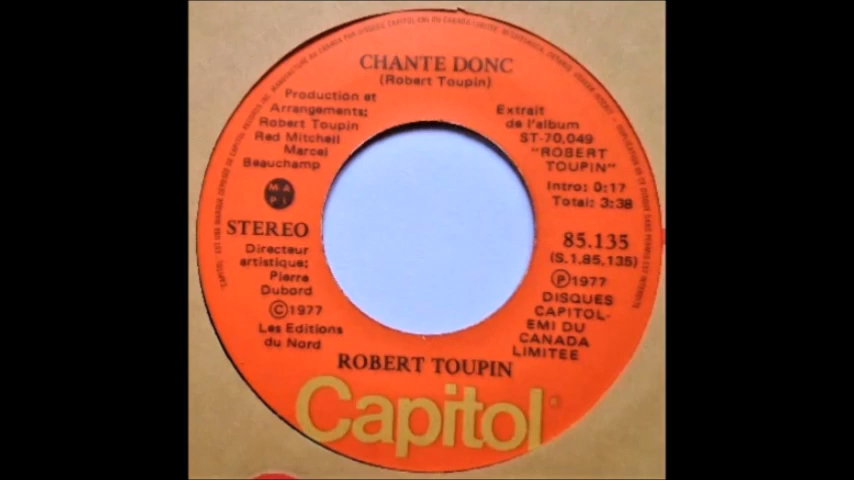 CHANTE DONC
(Robert Toupin)
Production et
Arrangements:
Robert Toupin
Red Mitchell
Marcel
Beauchamp
MA
PI
STEREO
Directeur
artistique:
Pierre
Dubord
©1977
Les Editions
du Nord
Extrait
de l'album
ST-70,049
"ROBERT
TOUPIN"
Intro: 0:17
Total: 3:38
85.135
(S.1.85,135)
℗1977
DISQUES
CAPITOL-
EMI DU
CANADA
LIMITEE
ROBERT TOUPIN
Capitol